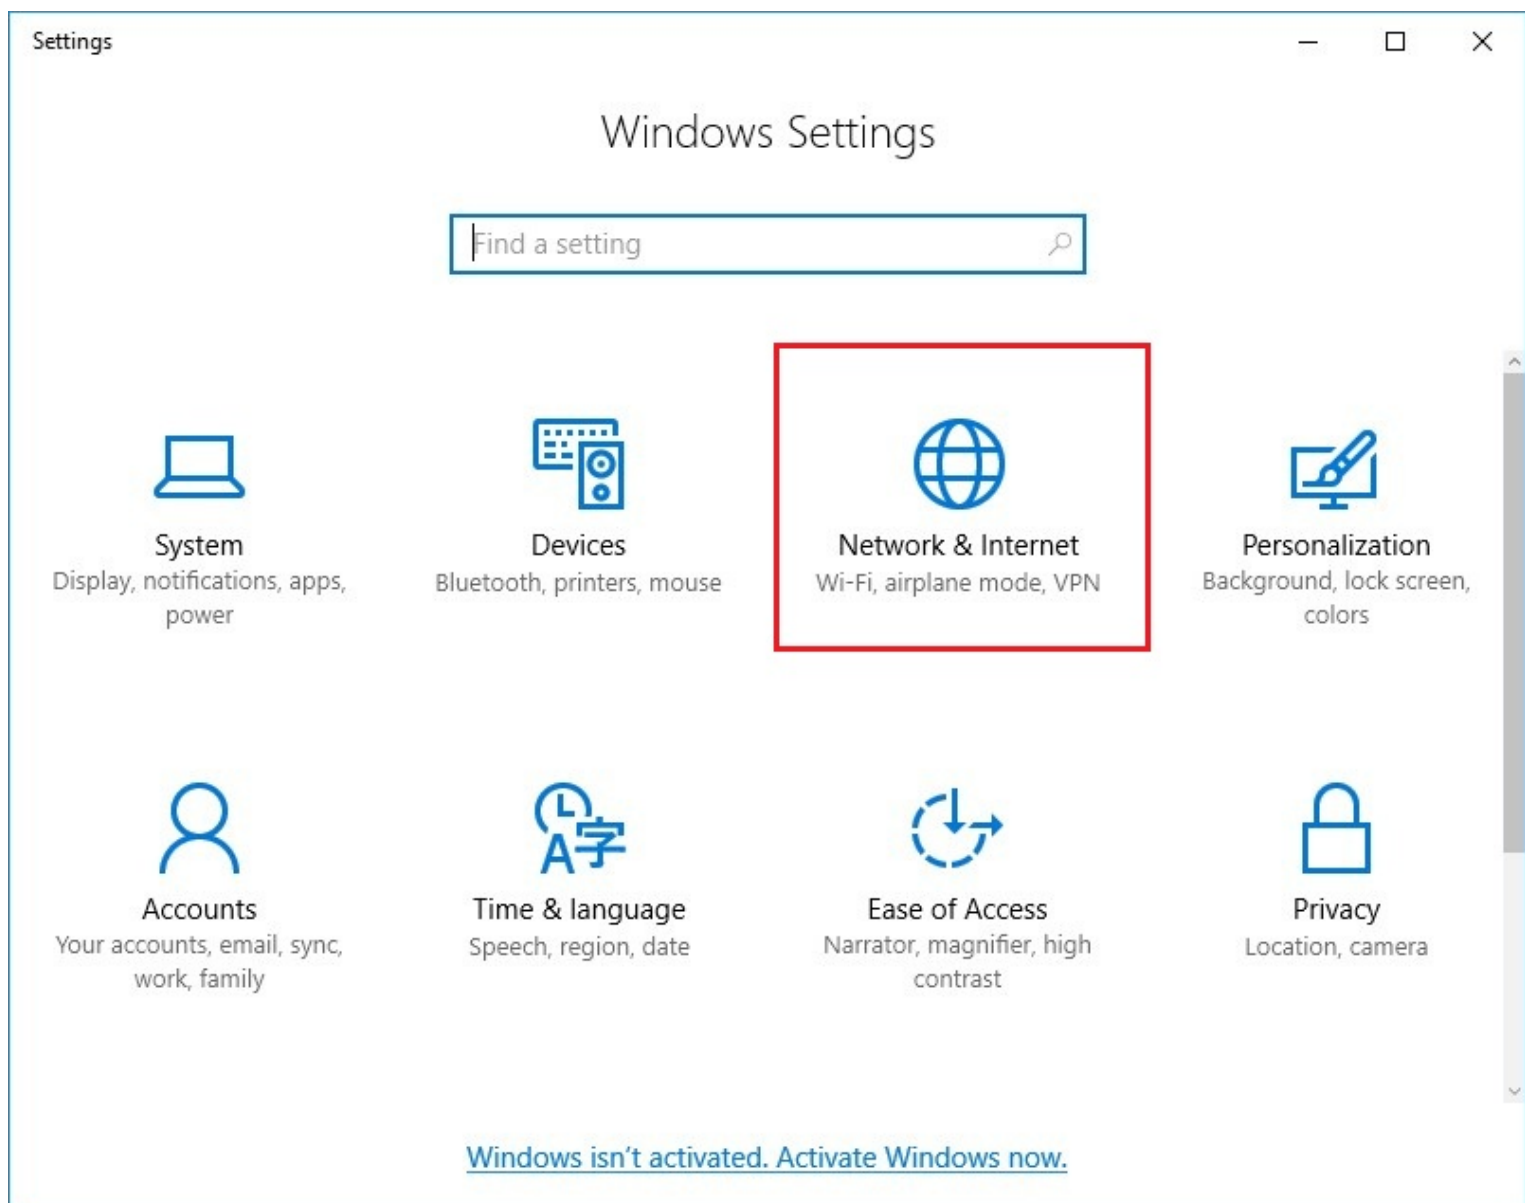 Settings
Windows Settings
Find a setting
System
Display, notifications, apps,
power
Devices
Bluetooth, printers, mouse
Network & Internet
Wi-Fi, airplane mode, VPN
Personalization
Background, lock screen,
colors
Accounts
Your accounts, email, sync,
work, family
Time & language
Speech, region, date
Ease of Access
Narrator, magnifier, high
contrast
Privacy
Location, camera
Windows isn't activated. Activate Windows now.